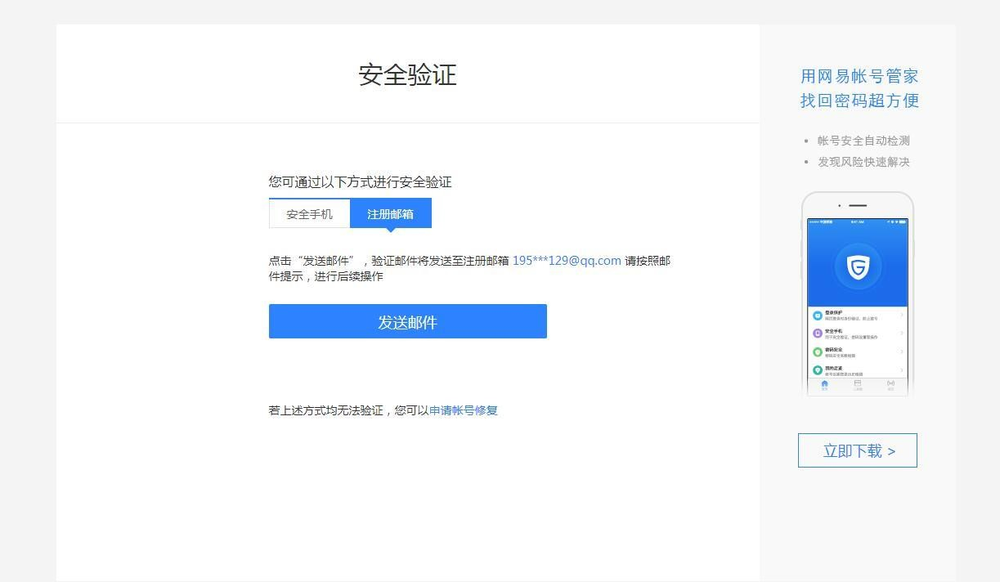 安全验证
您可通过以下方式进行安全验证
安全手机
注册邮箱
点击“发送邮件”，验证邮件将发送至注册邮箱 195***129@qq.com 请按照邮
件提示，进行后续操作
发送邮件
若上述方式均无法验证，您可以申请帐号修复
用网易帐号管家
找回密码超方便
• 帐号安全自动检测
• 发现风险快速解决
9:41 AM
登录保护
安全手机
密码安全
我的足迹
立即下载 >